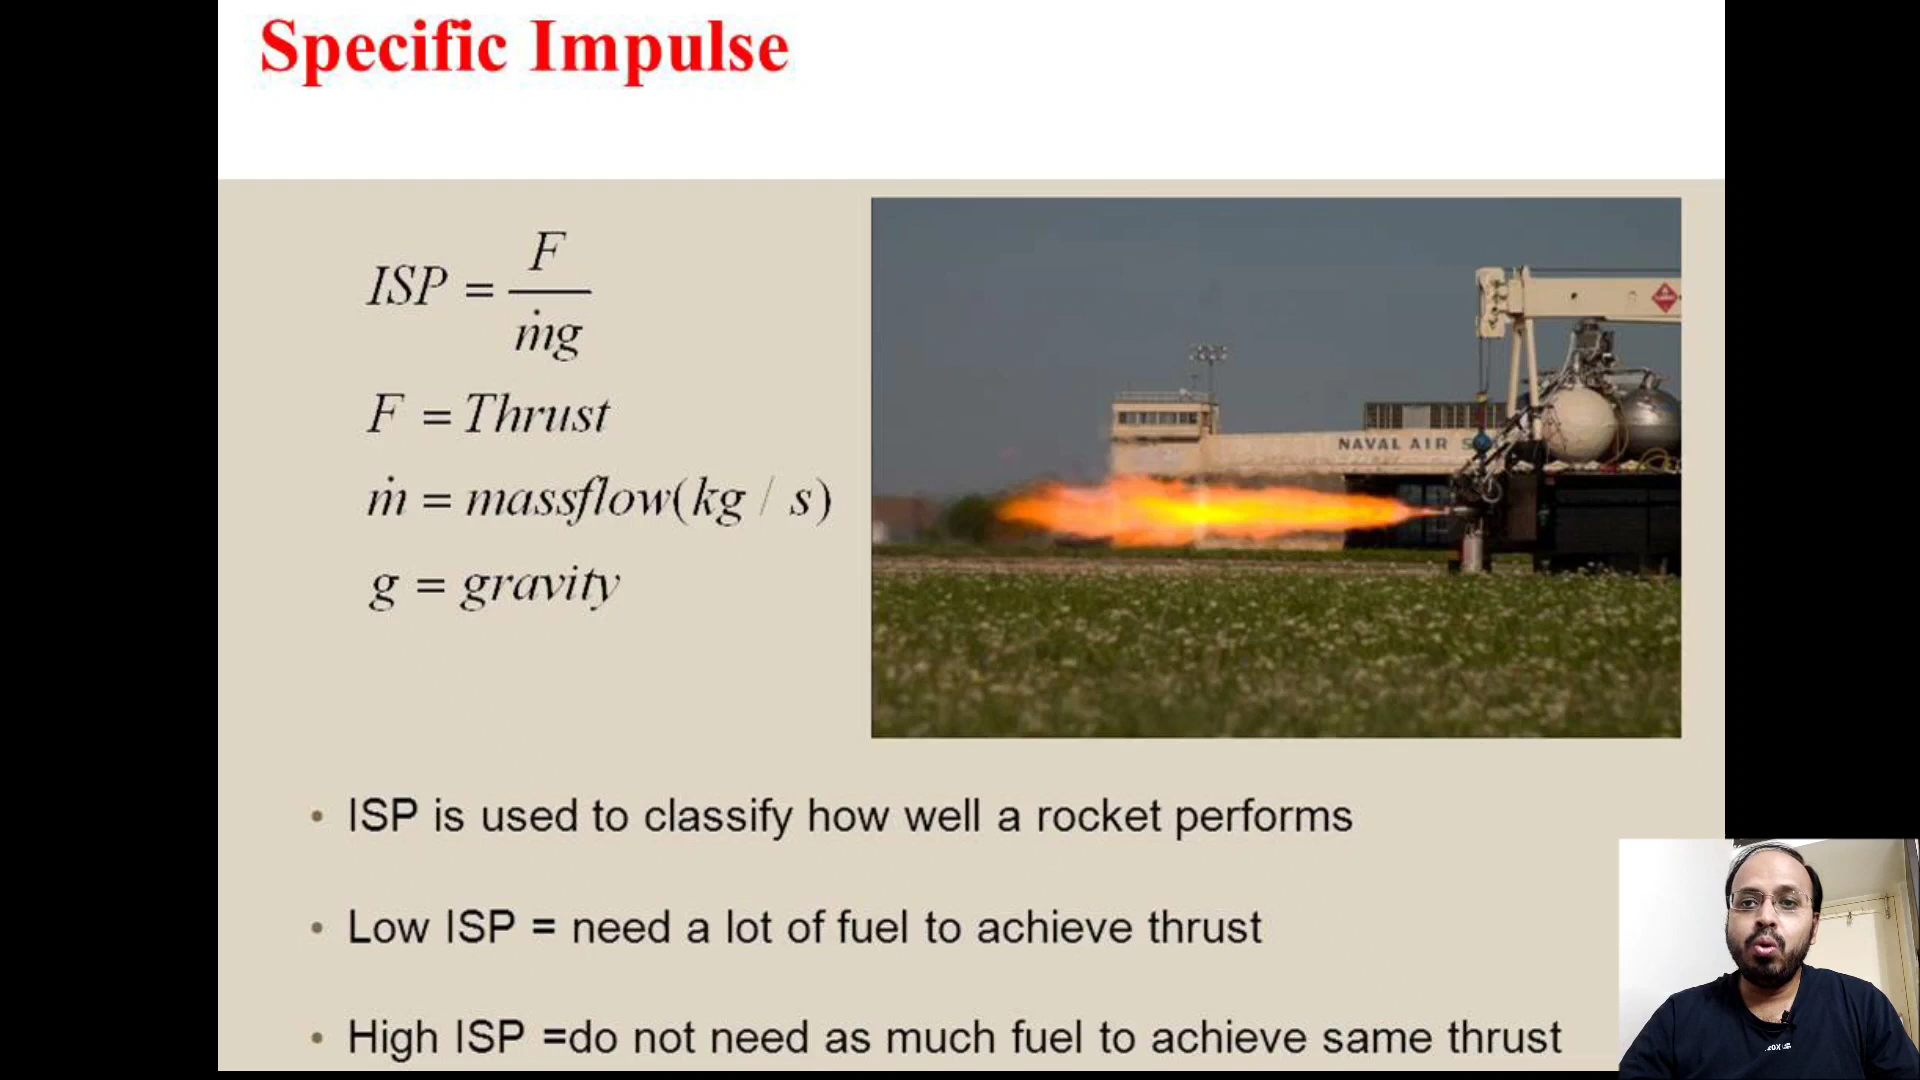 Specific Impulse
ISP = F / ṁg
F = Thrust
ṁ = massflow(kg / s)
g = gravity
NAVAL AIR S
• ISP is used to classify how well a rocket performs
• Low ISP = need a lot of fuel to achieve thrust
• High ISP =do not need as much fuel to achieve same thrust